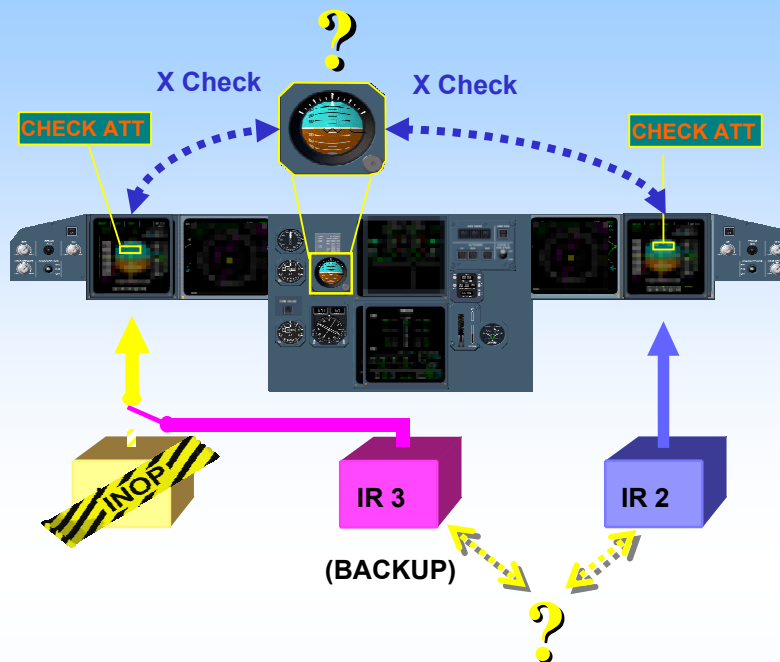 ?
X Check
X Check
CHECK ATT
CHECK ATT
INOP
IR 3
IR 2
(BACKUP)
?